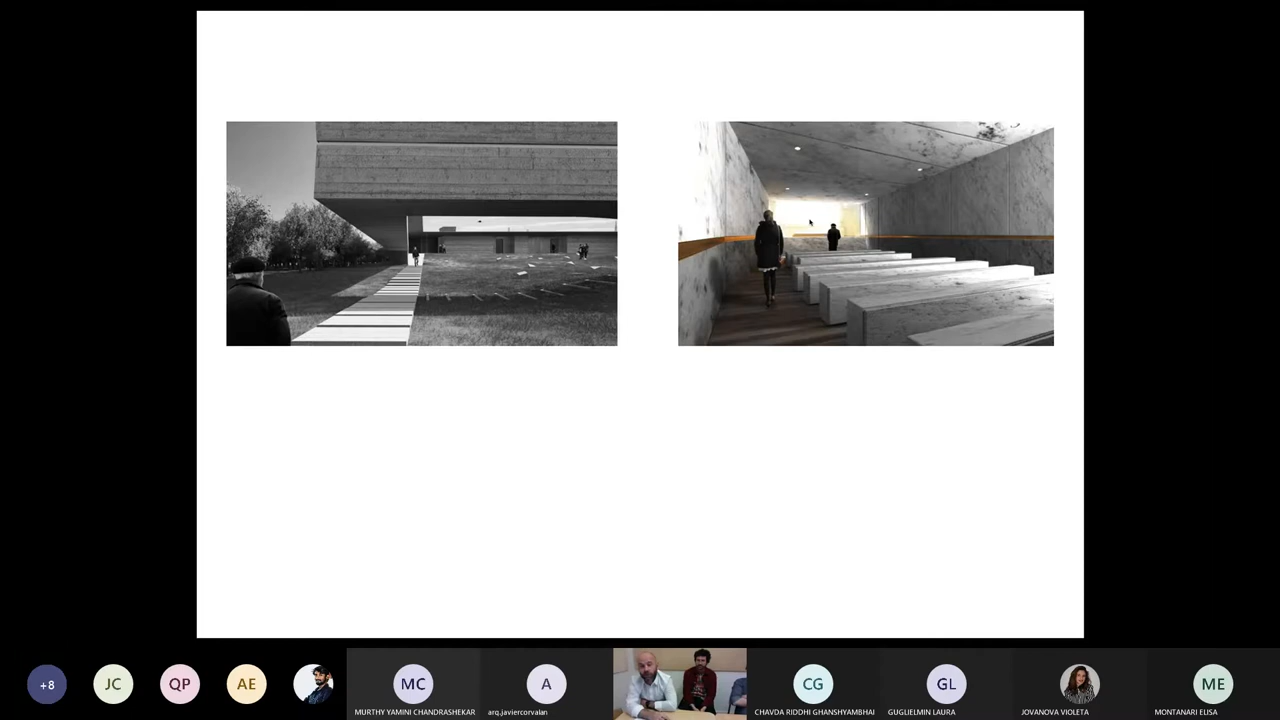 +8
JC
QP
AE
MC
MURTHY YAMINI CHANDRASHEKAR
A
arq.javiercorvalan
CG
CHAVDA RIDDHI GHANSHYAMBHAI
GL
GUGLIELMIN LAURA
JOVANOVA VIOLETA
ME
MONTANARI ELISA